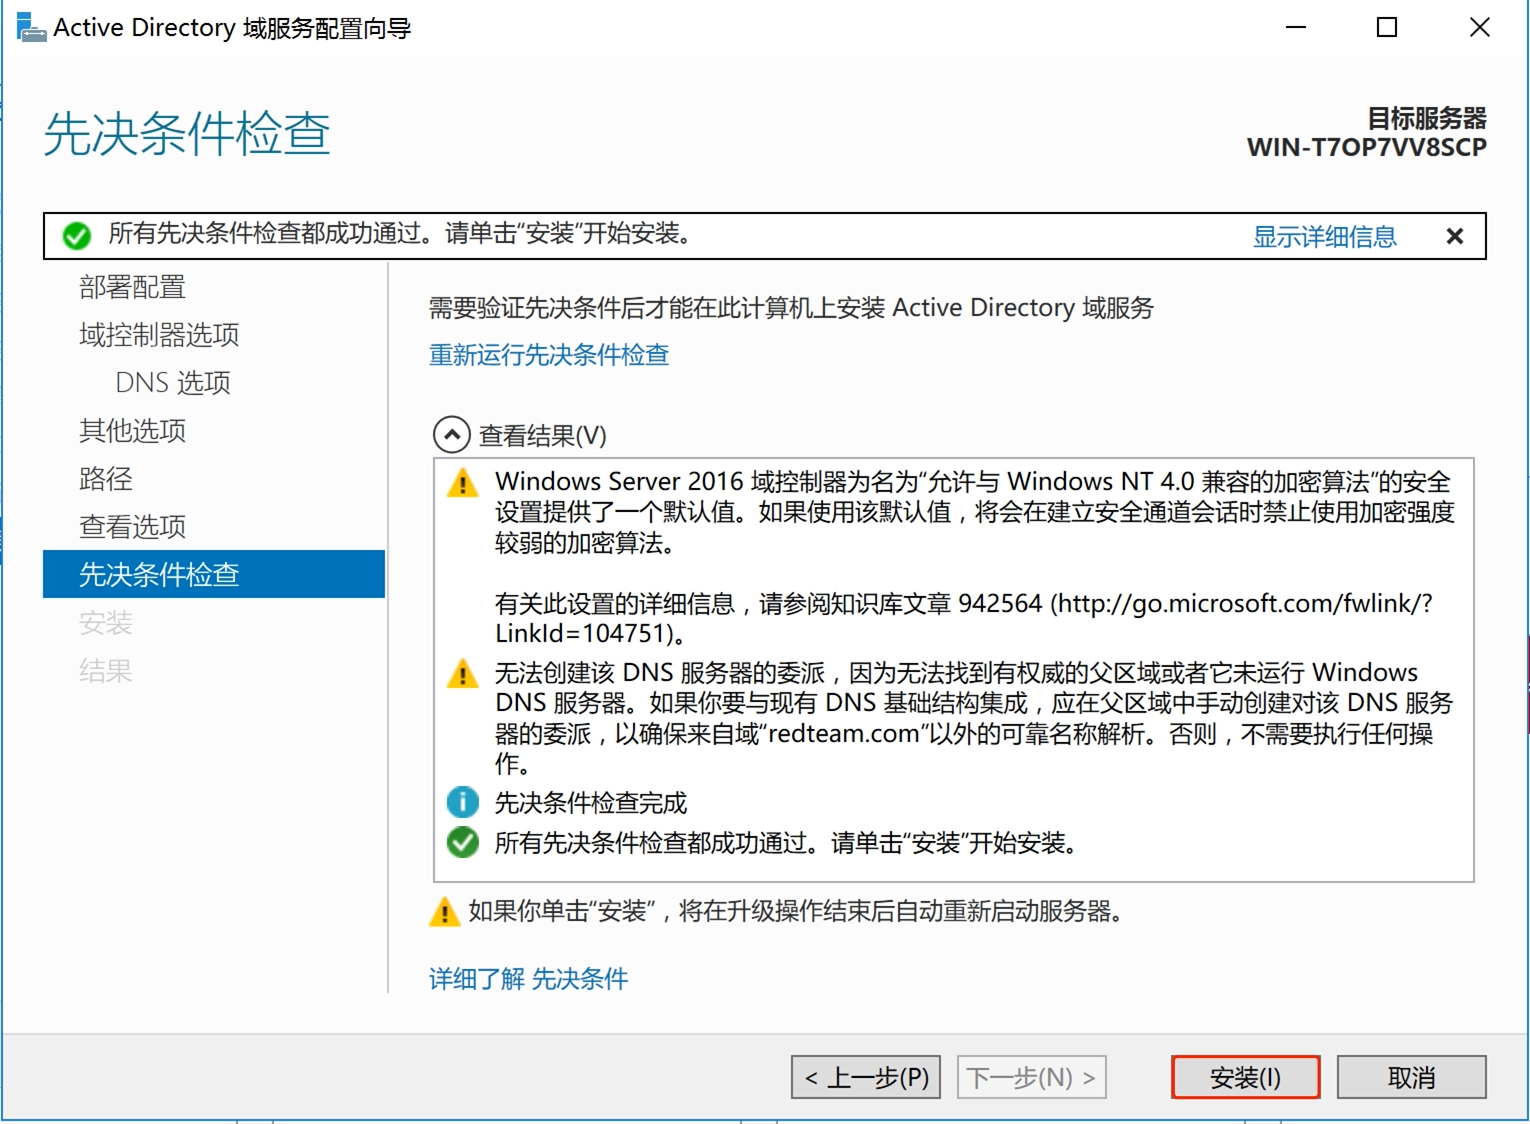 Active Directory 域服务配置向导
先决条件检查
目标服务器
WIN-T7OP7VV8SCP
所有先决条件检查都成功通过。请单击“安装”开始安装。
显示详细信息
部署配置
域控制器选项
DNS 选项
其他选项
路径
查看选项
先决条件检查
安装
结果
需要验证先决条件后才能在此计算机上安装 Active Directory 域服务
重新运行先决条件检查
查看结果(V)
Windows Server 2016 域控制器为名为“允许与 Windows NT 4.0 兼容的加密算法”的安全
设置提供了一个默认值。如果使用该默认值，将会在建立安全通道会话时禁止使用加密强度
较弱的加密算法。
有关此设置的详细信息，请参阅知识库文章 942564 (http://go.microsoft.com/fwlink/?
LinkId=104751)。
无法创建该 DNS 服务器的委派，因为无法找到有权威的父区域或者它未运行 Windows
DNS 服务器。如果你要与现有 DNS 基础结构集成，应在父区域中手动创建对该 DNS 服务
器的委派，以确保来自域“redteam.com”以外的可靠名称解析。否则，不需要执行任何操
作。
先决条件检查完成
所有先决条件检查都成功通过。请单击“安装”开始安装。
如果你单击“安装”，将在升级操作结束后自动重新启动服务器。
详细了解 先决条件
< 上一步(P)
下一步(N) >
安装(I)
取消